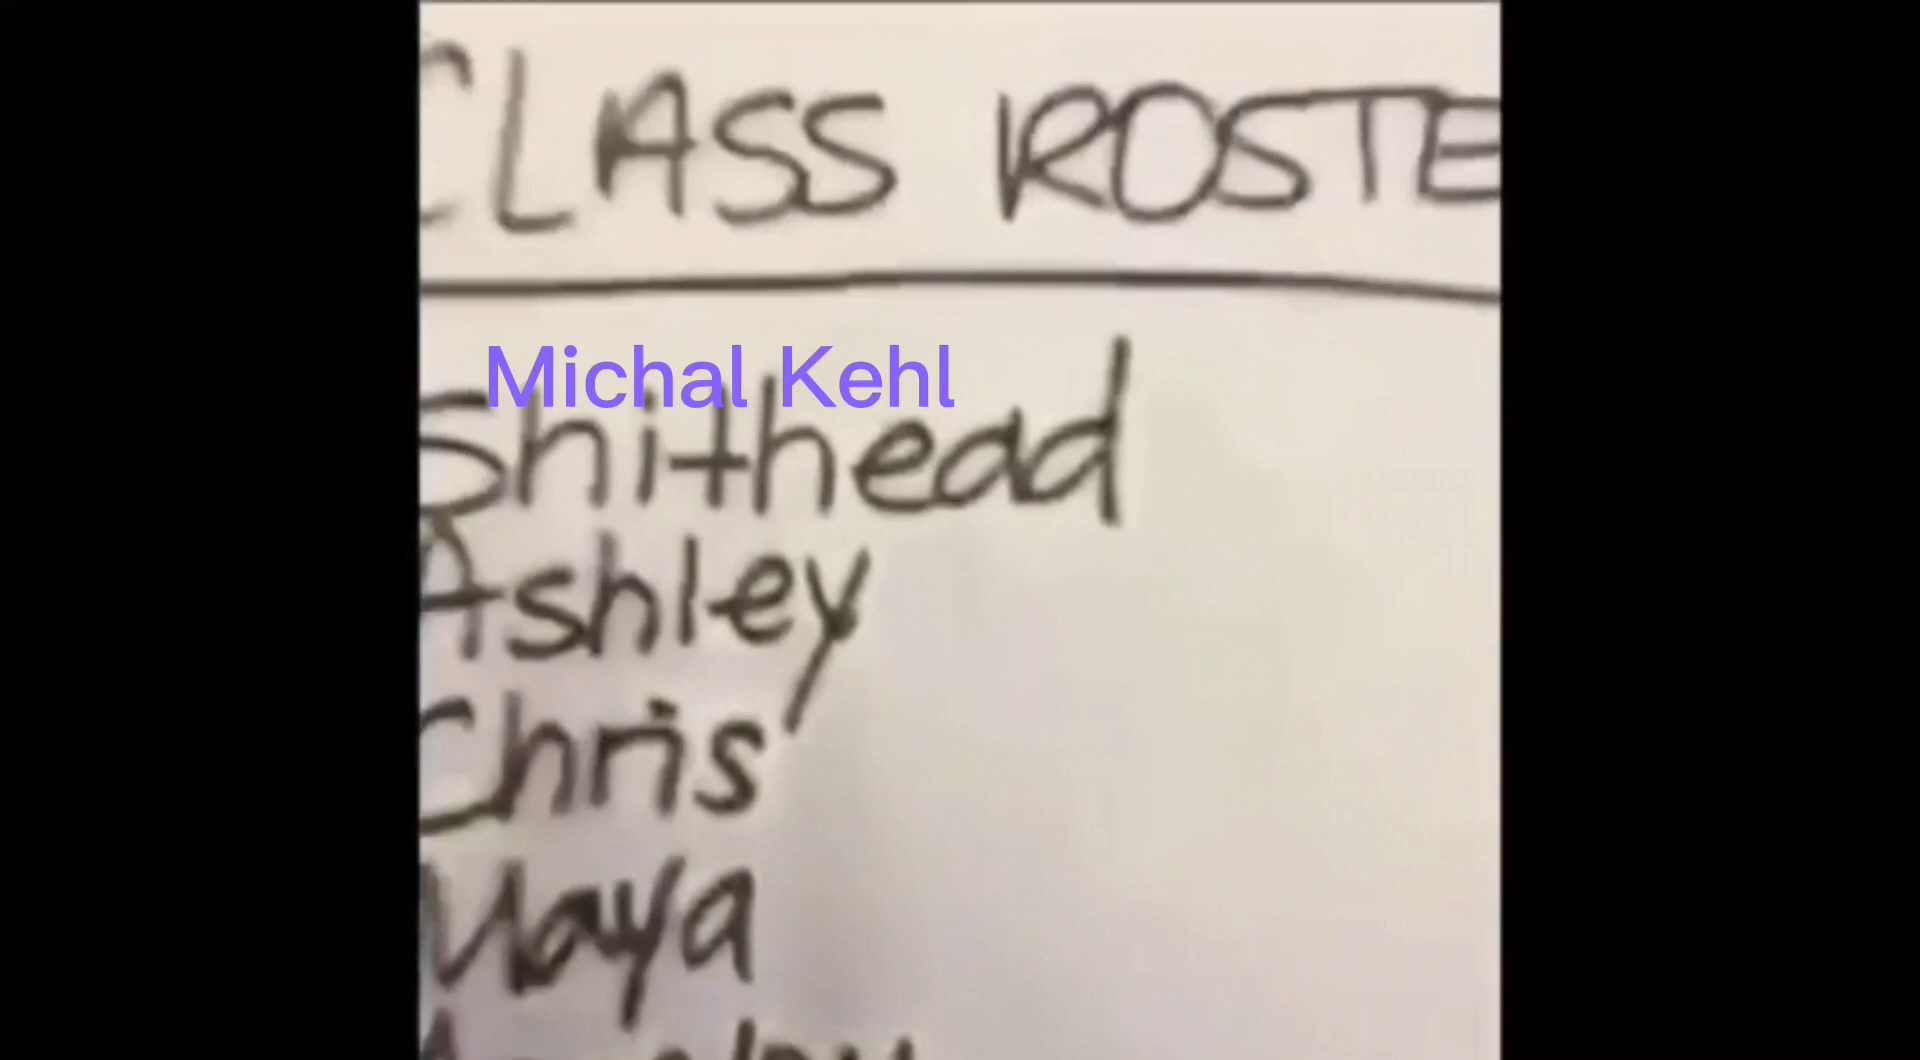 CLASS ROSTE
Michal Kehl
Shithead
Ashley
Chris
Maya